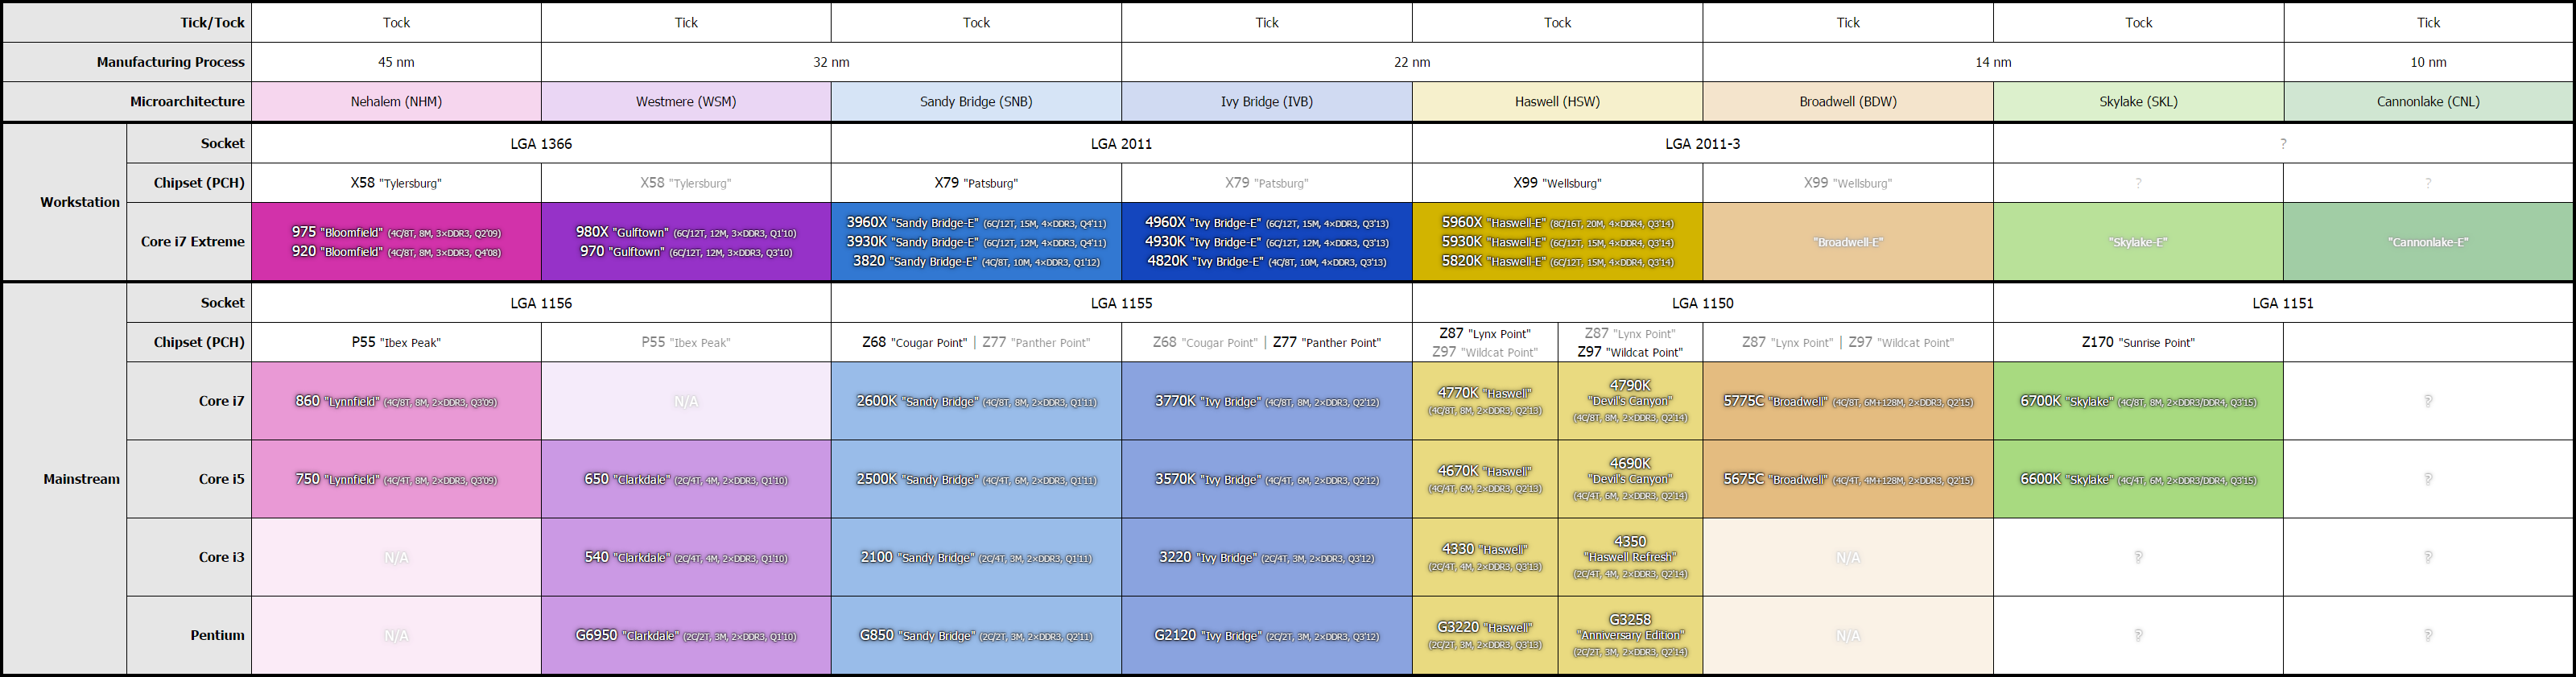 Tick/Tock Tock Tick Tock Tick Tock Tick Tock Tick
Manufacturing Process 45 nm 32 nm 22 nm 14 nm 10 nm
Microarchitecture Nehalem (NHM) Westmere (WSM) Sandy Bridge (SNB) Ivy Bridge (IVB) Haswell (HSW) Broadwell (BDW) Skylake (SKL) Cannonlake (CNL)
Workstation
Socket LGA 1366 LGA 2011 LGA 2011-3 ?
Chipset (PCH) X58 "Tylersburg" X58 "Tylersburg" X79 "Patsburg" X79 "Patsburg" X99 "Wellsburg" X99 "Wellsburg" ? ?
Core i7 Extreme
975 "Bloomfield" (4C/8T, 8M, 3×DDR3, Q2'09)
920 "Bloomfield" (4C/8T, 8M, 3×DDR3, Q4'08)
980X "Gulftown" (6C/12T, 12M, 3×DDR3, Q1'10)
970 "Gulftown" (6C/12T, 12M, 3×DDR3, Q3'10)
3960X "Sandy Bridge-E" (6C/12T, 15M, 4×DDR3, Q4'11)
3930K "Sandy Bridge-E" (6C/12T, 12M, 4×DDR3, Q4'11)
3820 "Sandy Bridge-E" (4C/8T, 10M, 4×DDR3, Q1'12)
4960X "Ivy Bridge-E" (6C/12T, 15M, 4×DDR3, Q3'13)
4930K "Ivy Bridge-E" (6C/12T, 12M, 4×DDR3, Q3'13)
4820K "Ivy Bridge-E" (4C/8T, 10M, 4×DDR3, Q3'13)
5960X "Haswell-E" (8C/16T, 20M, 4×DDR4, Q3'14)
5930K "Haswell-E" (6C/12T, 15M, 4×DDR4, Q3'14)
5820K "Haswell-E" (6C/12T, 15M, 4×DDR4, Q3'14)
"Broadwell-E"
"Skylake-E"
"Cannonlake-E"
Mainstream
Socket LGA 1156 LGA 1155 LGA 1150 LGA 1151
Chipset (PCH) P55 "Ibex Peak" P55 "Ibex Peak" Z68 "Cougar Point" | Z77 "Panther Point" Z68 "Cougar Point" | Z77 "Panther Point"
Z87 "Lynx Point"
Z97 "Wildcat Point"
Z87 "Lynx Point"
Z97 "Wildcat Point"
Z87 "Lynx Point" | Z97 "Wildcat Point"
Z170 "Sunrise Point"
Core i7
860 "Lynnfield" (4C/8T, 8M, 2×DDR3, Q3'09)
N/A
2600K "Sandy Bridge" (4C/8T, 8M, 2×DDR3, Q1'11)
3770K "Ivy Bridge" (4C/8T, 8M, 2×DDR3, Q2'12)
4770K "Haswell"
(4C/8T, 8M, 2×DDR3, Q2'13)
4790K
"Devil's Canyon"
(4C/8T, 8M, 2×DDR3, Q2'14)
5775C "Broadwell" (4C/8T, 6M+128M, 2×DDR3, Q2'15)
6700K "Skylake" (4C/8T, 8M, 2×DDR3/DDR4, Q3'15)
?
Core i5
750 "Lynnfield" (4C/4T, 8M, 2×DDR3, Q3'09)
650 "Clarkdale" (2C/4T, 4M, 2×DDR3, Q1'10)
2500K "Sandy Bridge" (4C/4T, 6M, 2×DDR3, Q1'11)
3570K "Ivy Bridge" (4C/4T, 6M, 2×DDR3, Q2'12)
4670K "Haswell"
(4C/4T, 6M, 2×DDR3, Q2'13)
4690K
"Devil's Canyon"
(4C/4T, 6M, 2×DDR3, Q2'14)
5675C "Broadwell" (4C/4T, 4M+128M, 2×DDR3, Q2'15)
6600K "Skylake" (4C/4T, 6M, 2×DDR3/DDR4, Q3'15)
?
Core i3
N/A
540 "Clarkdale" (2C/4T, 4M, 2×DDR3, Q1'10)
2100 "Sandy Bridge" (2C/4T, 3M, 2×DDR3, Q1'11)
3220 "Ivy Bridge" (2C/4T, 3M, 2×DDR3, Q3'12)
4330 "Haswell"
(2C/4T, 4M, 2×DDR3, Q3'13)
4350
"Haswell Refresh"
(2C/4T, 4M, 2×DDR3, Q2'14)
N/A
?
?
Pentium
N/A
G6950 "Clarkdale" (2C/2T, 3M, 2×DDR3, Q1'10)
G850 "Sandy Bridge" (2C/2T, 3M, 2×DDR3, Q2'11)
G2120 "Ivy Bridge" (2C/2T, 3M, 2×DDR3, Q3'12)
G3220 "Haswell"
(2C/2T, 3M, 2×DDR3, Q3'13)
G3258
"Anniversary Edition"
(2C/2T, 3M, 2×DDR3, Q2'14)
N/A
?
?